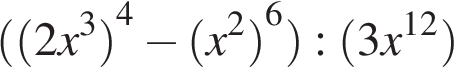 ((2x³)⁴ − (x²)⁶) : (3x¹²)